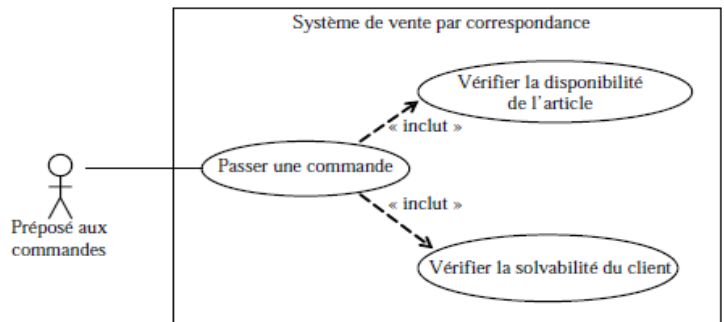 Système de vente par correspondance
Vérifier la disponibilité
de l'article
« inclut »
Passer une commande
Préposé aux
commandes
« inclut »
Vérifier la solvabilité du client